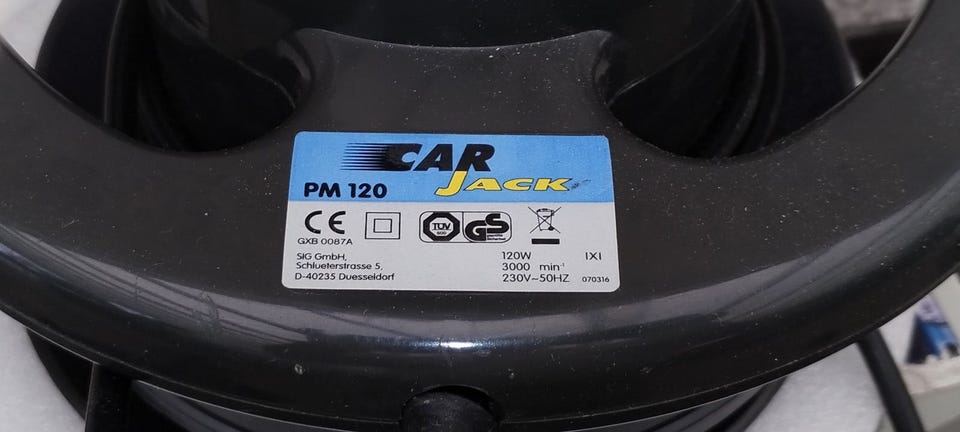 CAR
JACK
PM 120
CE
GXB 0087A
TÜV
GS
SIG GmbH,
Schlueterstrasse 5,
D-40235 Duesseldorf
120W IXI
3000 min⁻¹
230V~50HZ 070316